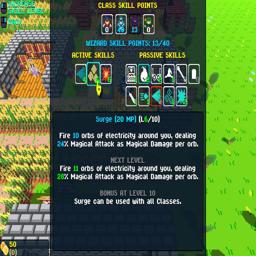 CLASS SKILL POINTS
WIZARD SKILL POINTS: 13/40
ACTIVE SKILLS
PASSIVE SKILLS
Surge (20 MP) (L6/10)
Fire 10 orbs of electricity around you, dealing
24% Magical Attack as Magical Damage per orb.
NEXT LEVEL
Fire 11 orbs of electricity around you, dealing
26% Magical Attack as Magical Damage per orb.
BONUS AT LEVEL 10
Surge can be used with all Classes.
50
(0)